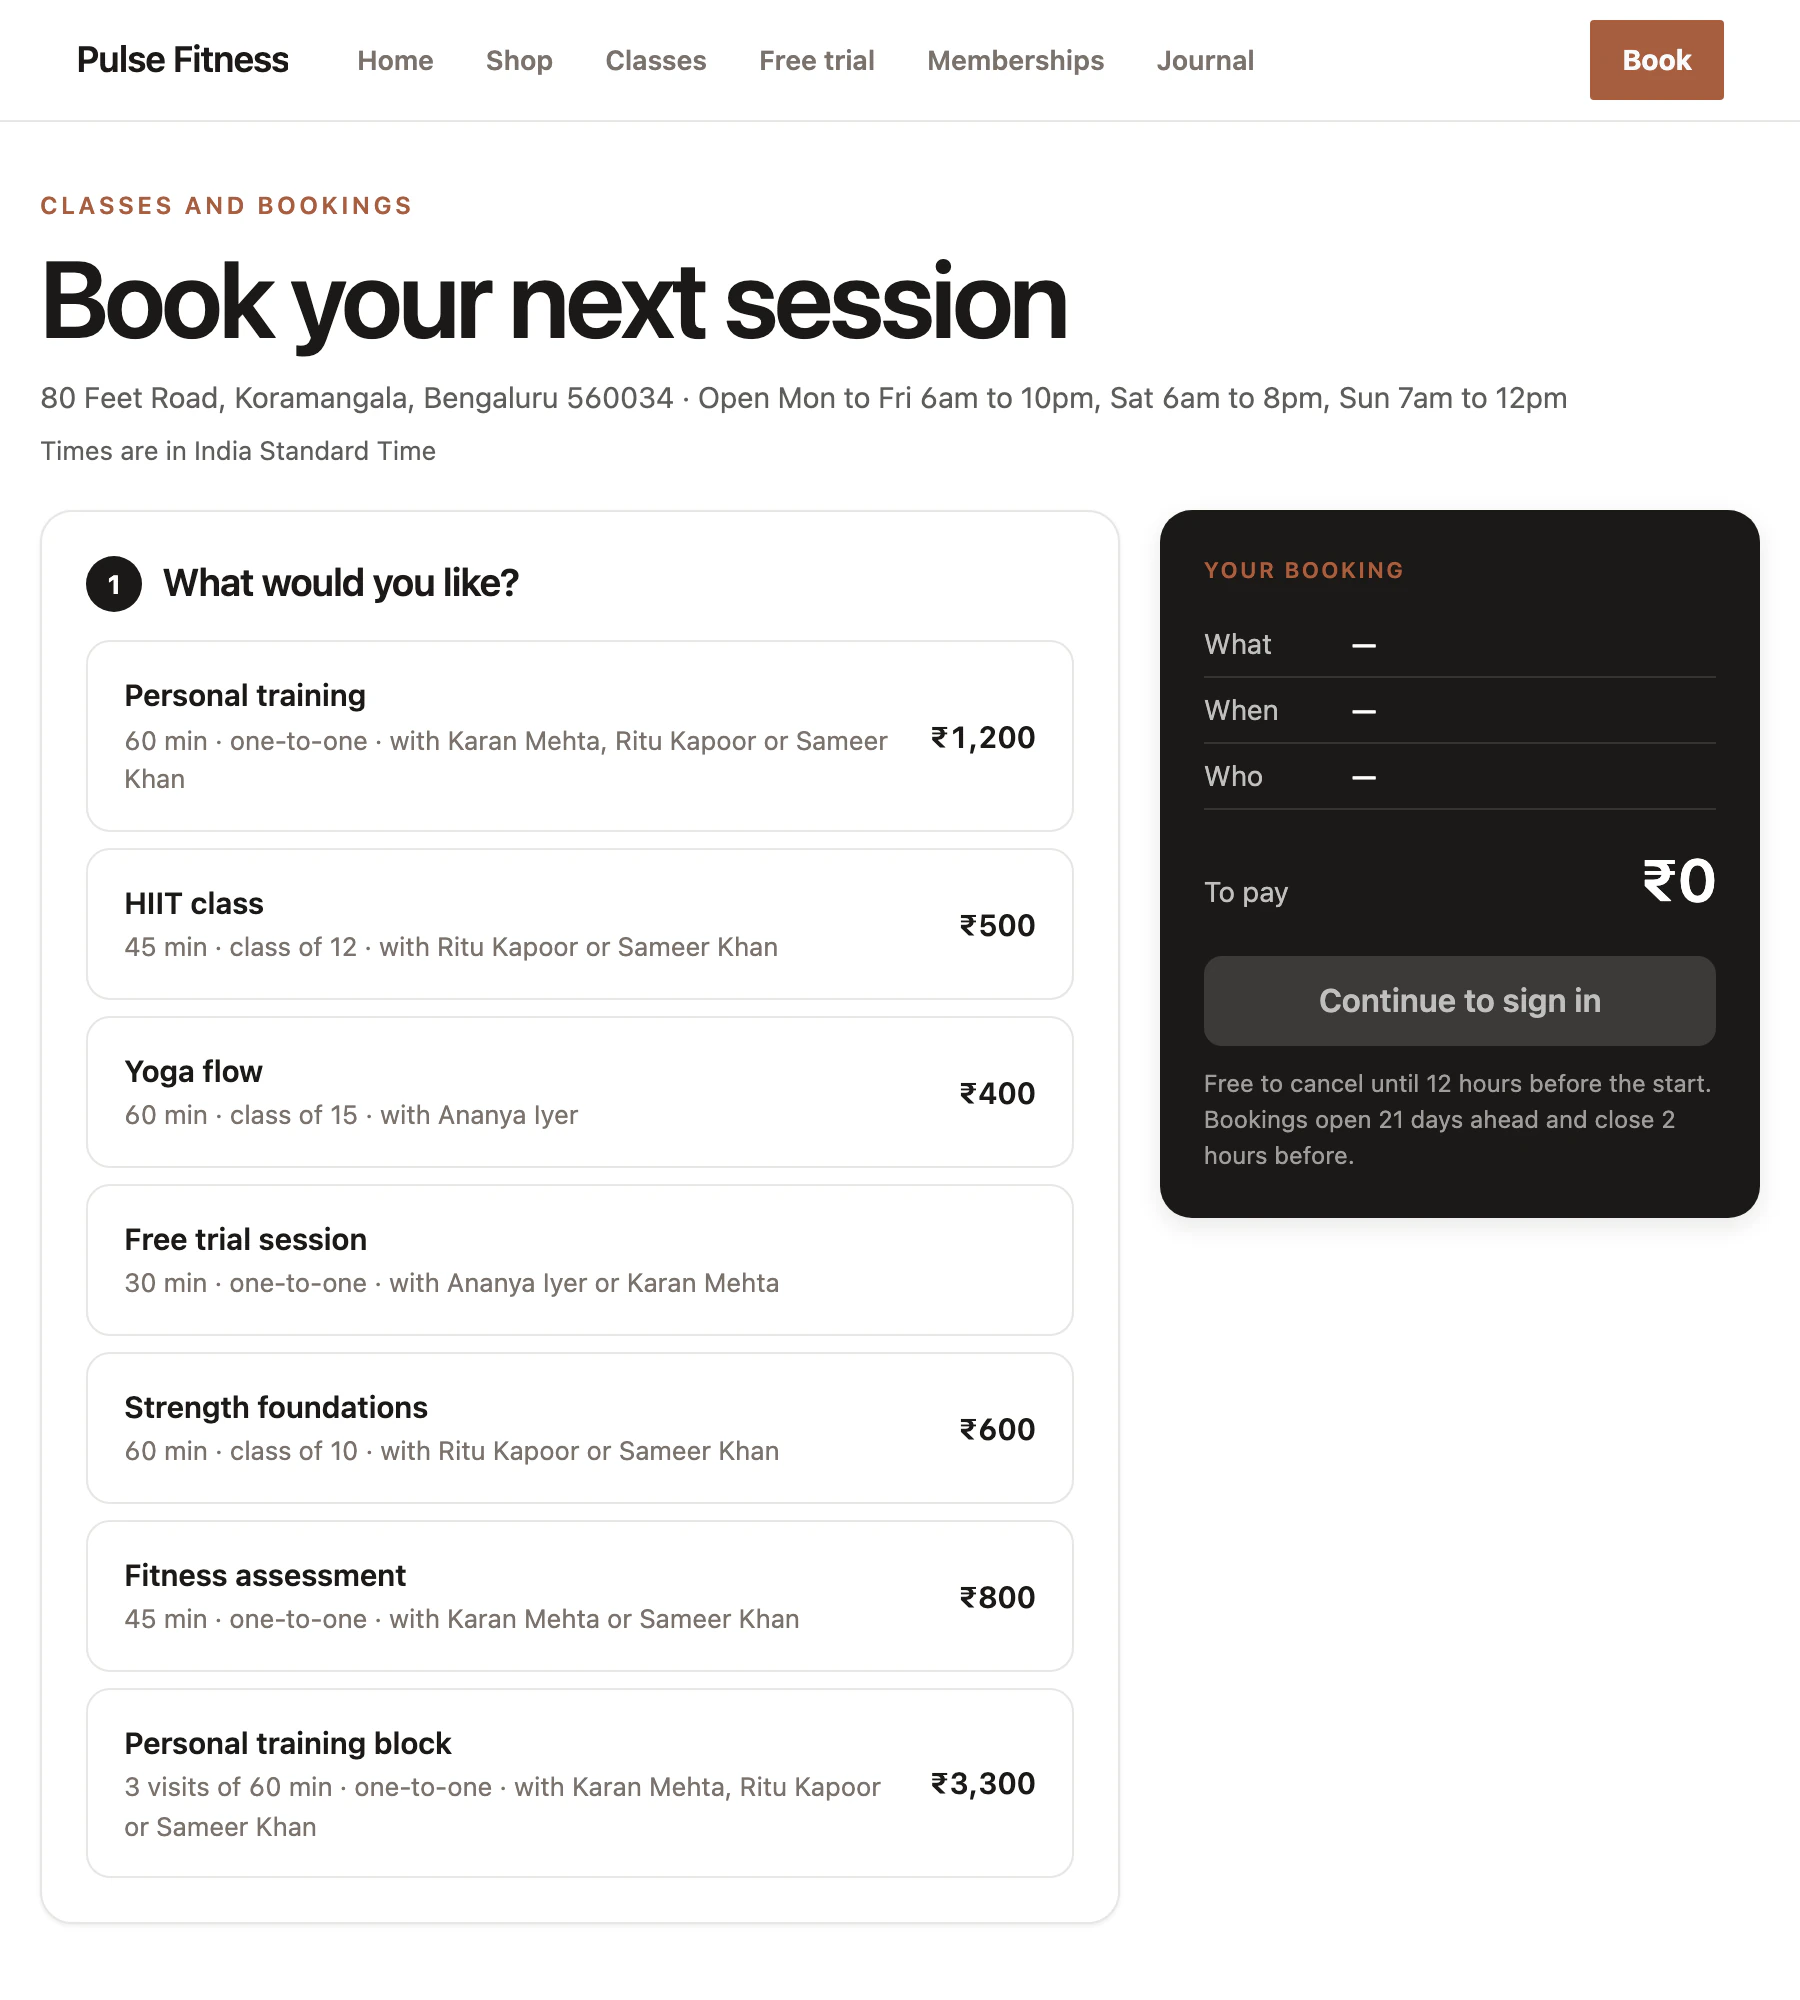 Pulse Fitness
Home
Shop
Classes
Free trial
Memberships
Journal
Book
CLASSES AND BOOKINGS
Book your next session
80 Feet Road, Koramangala, Bengaluru 560034 · Open Mon to Fri 6am to 10pm, Sat 6am to 8pm, Sun 7am to 12pm
Times are in India Standard Time
1 What would you like?
Personal training
60 min · one-to-one · with Karan Mehta, Ritu Kapoor or Sameer
Khan
₹1,200
HIIT class
45 min · class of 12 · with Ritu Kapoor or Sameer Khan
₹500
Yoga flow
60 min · class of 15 · with Ananya Iyer
₹400
Free trial session
30 min · one-to-one · with Ananya Iyer or Karan Mehta
Strength foundations
60 min · class of 10 · with Ritu Kapoor or Sameer Khan
₹600
Fitness assessment
45 min · one-to-one · with Karan Mehta or Sameer Khan
₹800
Personal training block
3 visits of 60 min · one-to-one · with Karan Mehta, Ritu Kapoor
or Sameer Khan
₹3,300
YOUR BOOKING
What —
When —
Who —
To pay ₹0
Continue to sign in
Free to cancel until 12 hours before the start.
Bookings open 21 days ahead and close 2
hours before.